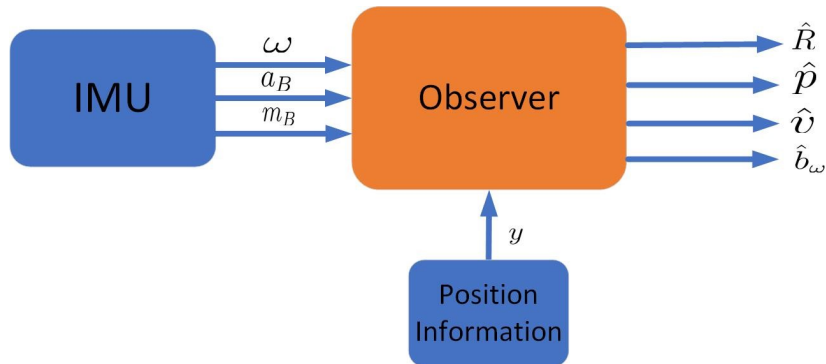 IMU
ω
a_B
m_B
Observer
R̂
p̂
v̂
b̂_ω
y
Position
Information